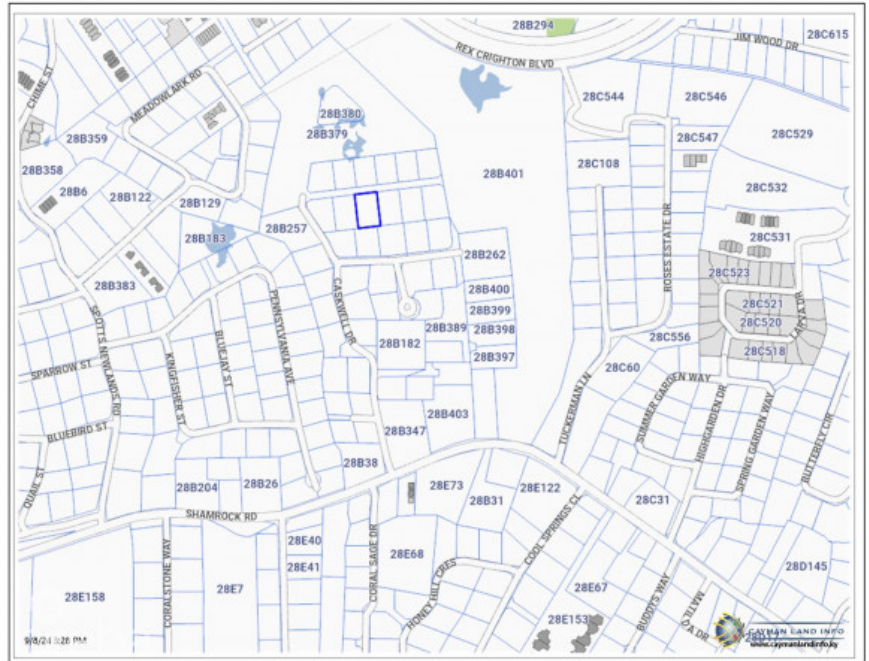 28B294
28C615
JIM WOOD DR
REX CRIGHTON BLVD
CHIME ST
MEADOWLARK RD
28C544
28C546
28B380
28B379
28B359
28C547
28C529
28B358
28C108
28B401
28B6
28B122
28C532
28B129
28B257
28B183
28C531
ROSES ESTATE DR
28B262
28C523
28B383
28B400
PENNSYLVANIA AVE
CASKWELL DR
28B399
28C521
28C520
28B389
28B398
SPOTTS NEWLANDS RD
BLUEJAY ST
28B182
28C556
28C518
28B397
SPARROW ST
KINGFISHER ST
28C60
SUMMER GARDEN WAY
TUCKERMAN LN
HIGHGARDEN DR
SPRING GARDEN WAY
BUTTERFLY CIR
28B403
BLUEBIRD ST
28B347
28B38
QUAIL ST
28B204
28B26
28E73
28E122
28B31
28C31
SHAMROCK RD
COOL SPRINGS CL
28E40
28E41
CORAL SAGE DR
28E68
CORALSTONE WAY
28E7
28D145
HONEY HILL CRES
28E67
28E158
BUDDYS WAY
28E153
MATILDA DR
CAYMAN LAND INFO
www.caymanlandinfo.ky